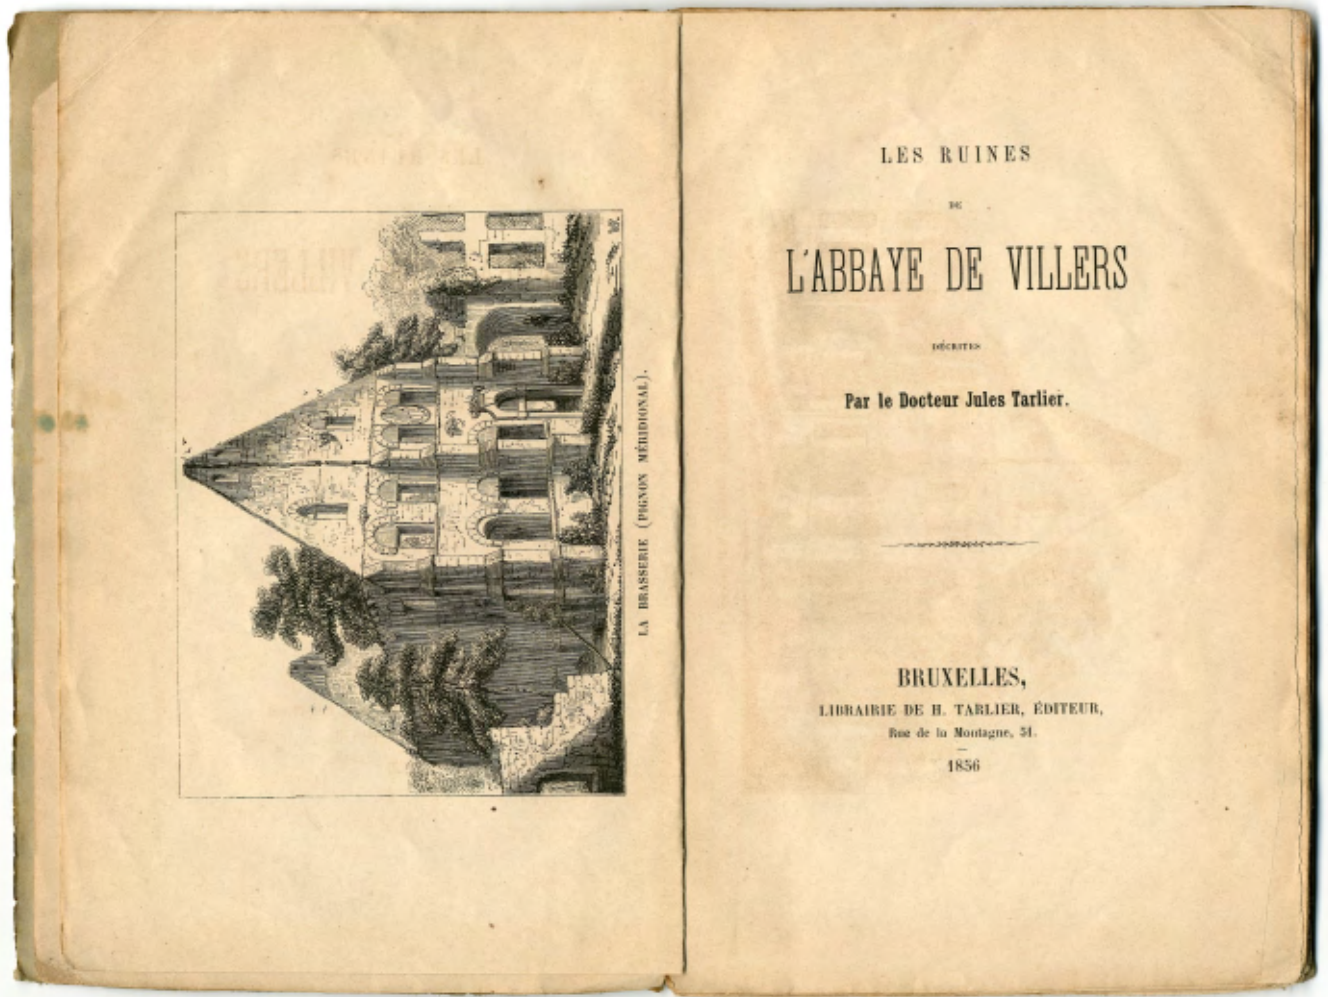 LA BRASSERIE (PIGNON MÉRIDIONAL).
LES RUINES
DE
L'ABBAYE DE VILLERS
DÉCRITES
Par le Docteur Jules Tarlier.
BRUXELLES,
LIBRAIRIE DE H. TARLIER, ÉDITEUR,
Rue de la Montagne, 51.
1856